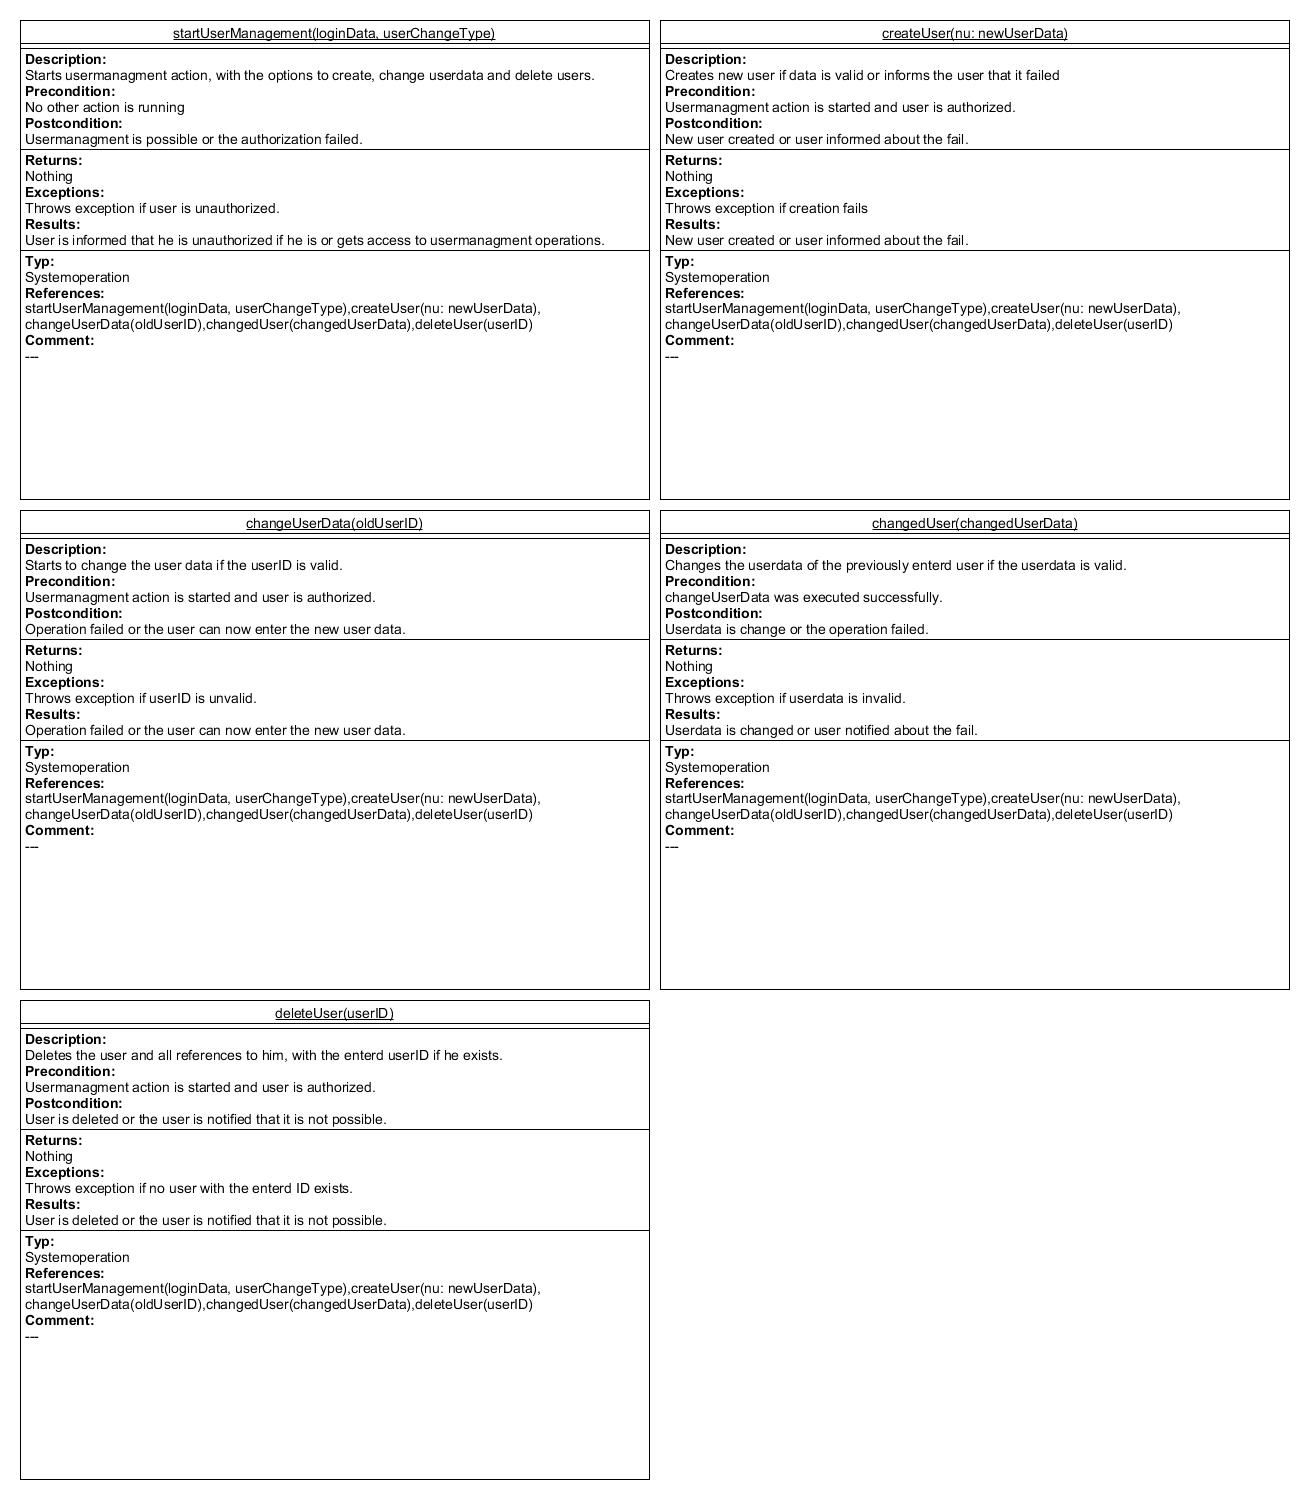 startUserManagement(loginData, userChangeType)
Description:
Starts usermanagment action, with the options to create, change userdata and delete users.
Precondition:
No other action is running
Postcondition:
Usermanagment is possible or the authorization failed.
Returns:
Nothing
Exceptions:
Throws exception if user is unauthorized.
Results:
User is informed that he is unauthorized if he is or gets access to usermanagment operations.
Typ:
Systemoperation
References:
startUserManagement(loginData, userChangeType),createUser(nu: newUserData),
changeUserData(oldUserID),changedUser(changedUserData),deleteUser(userID)
Comment:
---
createUser(nu: newUserData)
Description:
Creates new user if data is valid or informs the user that it failed
Precondition:
Usermanagment action is started and user is authorized.
Postcondition:
New user created or user informed about the fail.
Returns:
Nothing
Exceptions:
Throws exception if creation fails
Results:
New user created or user informed about the fail.
Typ:
Systemoperation
References:
startUserManagement(loginData, userChangeType),createUser(nu: newUserData),
changeUserData(oldUserID),changedUser(changedUserData),deleteUser(userID)
Comment:
---
changeUserData(oldUserID)
Description:
Starts to change the user data if the userID is valid.
Precondition:
Usermanagment action is started and user is authorized.
Postcondition:
Operation failed or the user can now enter the new user data.
Returns:
Nothing
Exceptions:
Throws exception if userID is unvalid.
Results:
Operation failed or the user can now enter the new user data.
Typ:
Systemoperation
References:
startUserManagement(loginData, userChangeType),createUser(nu: newUserData),
changeUserData(oldUserID),changedUser(changedUserData),deleteUser(userID)
Comment:
---
changedUser(changedUserData)
Description:
Changes the userdata of the previously enterd user if the userdata is valid.
Precondition:
changeUserData was executed successfully.
Postcondition:
Userdata is change or the operation failed.
Returns:
Nothing
Exceptions:
Throws exception if userdata is invalid.
Results:
Userdata is changed or user notified about the fail.
Typ:
Systemoperation
References:
startUserManagement(loginData, userChangeType),createUser(nu: newUserData),
changeUserData(oldUserID),changedUser(changedUserData),deleteUser(userID)
Comment:
---
deleteUser(userID)
Description:
Deletes the user and all references to him, with the enterd userID if he exists.
Precondition:
Usermanagment action is started and user is authorized.
Postcondition:
User is deleted or the user is notified that it is not possible.
Returns:
Nothing
Exceptions:
Throws exception if no user with the enterd ID exists.
Results:
User is deleted or the user is notified that it is not possible.
Typ:
Systemoperation
References:
startUserManagement(loginData, userChangeType),createUser(nu: newUserData),
changeUserData(oldUserID),changedUser(changedUserData),deleteUser(userID)
Comment:
---